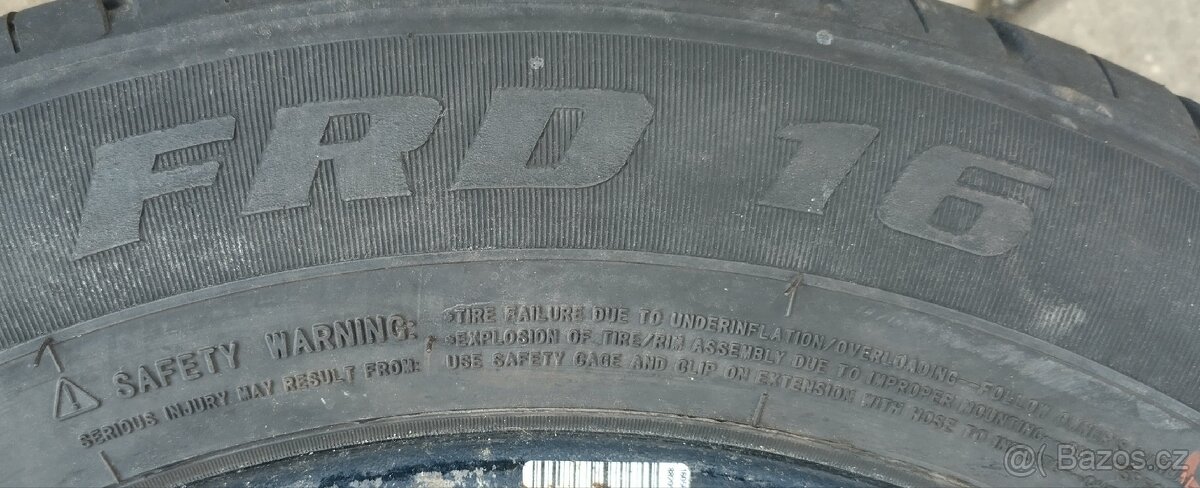 FRD 16
SAFETY WARNING:
SERIOUS INJURY MAY RESULT FROM:
•TIRE FAILURE DUE TO UNDERINFLATION/OVERLOADING—FOLLOW
•EXPLOSION OF TIRE/RIM ASSEMBLY DUE TO IMPROPER MOUNTING.
USE SAFETY CAGE AND CLIP ON EXTENSION WITH HOSE TO
@ Bazos.cz